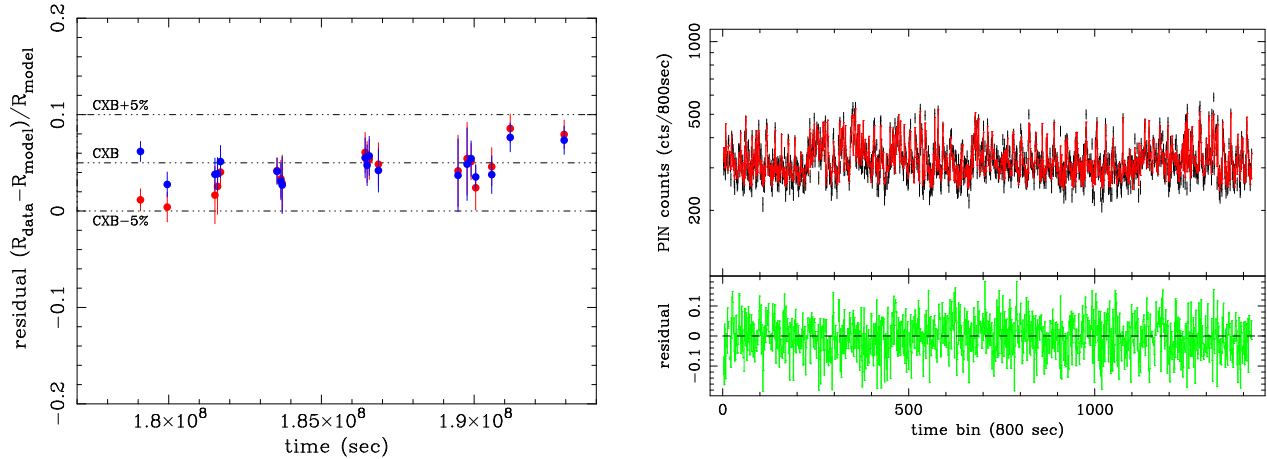 residual (R_data−R_model)/R_model
0.2
0.1
0
−0.1
−0.2
CXB+5%
CXB
CXB−5%
1.8×10^8
1.85×10^8
1.9×10^8
time (sec)
PIN counts (cts/800sec)
1000
500
200
residual
0.1
0
−0.1
0
500
1000
time bin (800 sec)